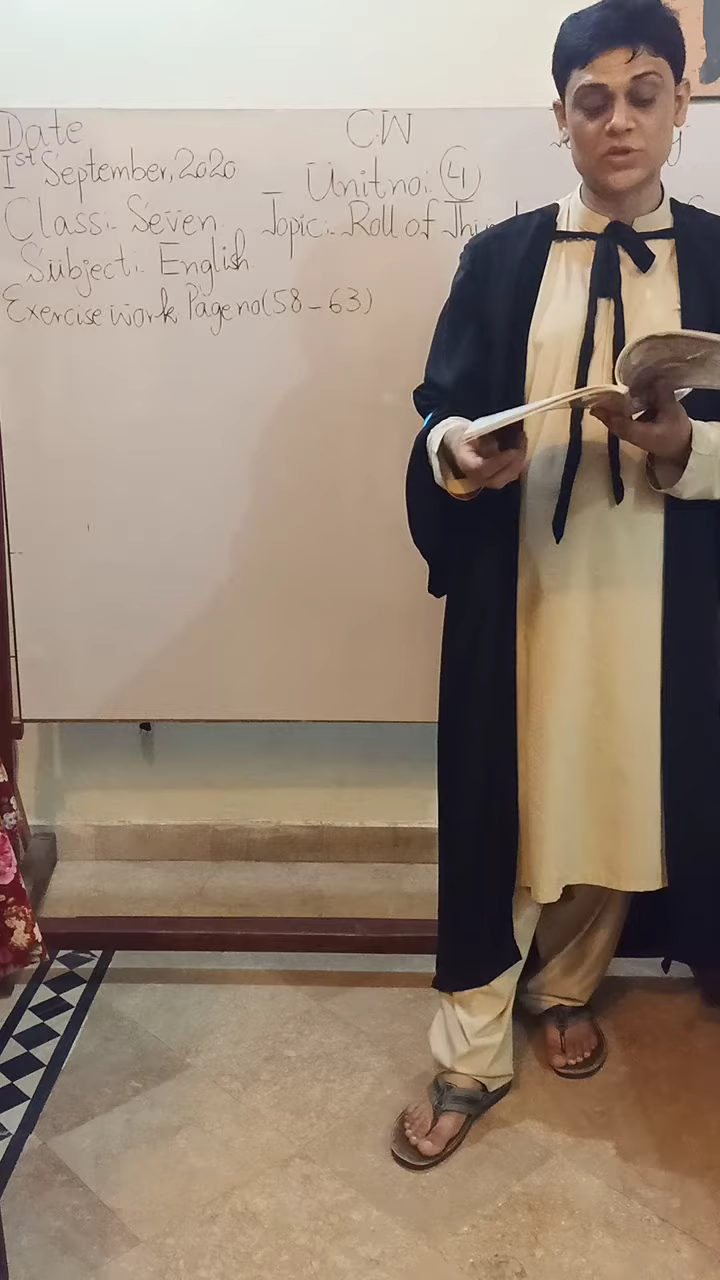 Date
CW
1st September, 2020
Unit no: (4)
Class:- Seven
Topic:- Roll of
Subject:- English
Exercise work Page no(58-63)